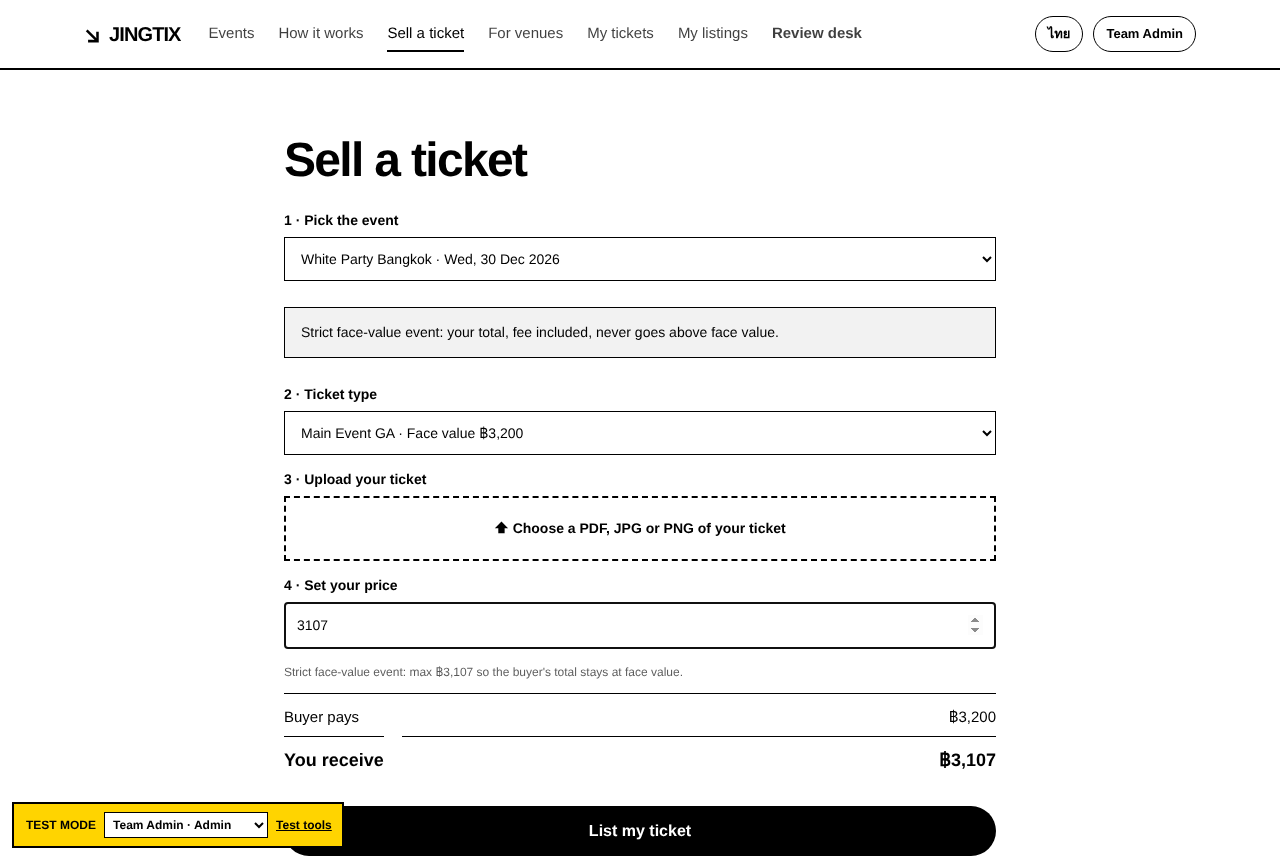 JINGTIX Events How it works Sell a ticket For venues My tickets My listings Review desk ไทย Team Admin
Sell a ticket
1 · Pick the event
White Party Bangkok · Wed, 30 Dec 2026
Strict face-value event: your total, fee included, never goes above face value.
2 · Ticket type
Main Event GA · Face value ฿3,200
3 · Upload your ticket
Choose a PDF, JPG or PNG of your ticket
4 · Set your price
3107
Strict face-value event: max ฿3,107 so the buyer's total stays at face value.
Buyer pays ฿3,200
You receive ฿3,107
TEST MODE Team Admin · Admin Test tools
List my ticket